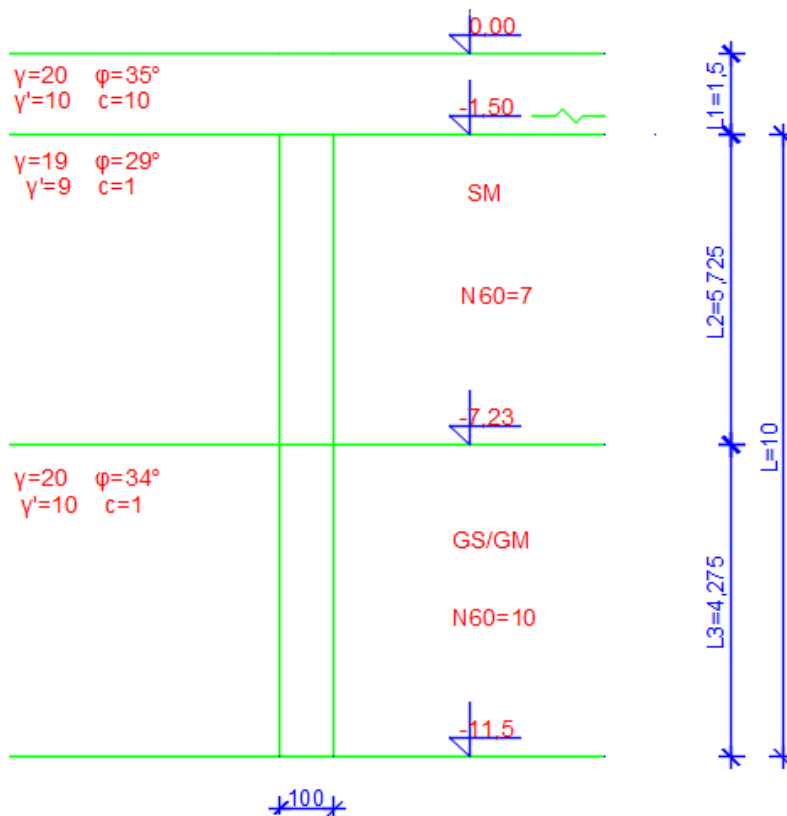 0,00
γ=20 φ=35°
γ'=10 c=10
-1,50
L1=1,5
γ=19 φ=29°
γ'=9 c=1
SM
N60=7
L2=5,725
-7,23
L=10
γ=20 φ=34°
γ'=10 c=1
GS/GM
N60=10
L3=4,275
-11,5
100